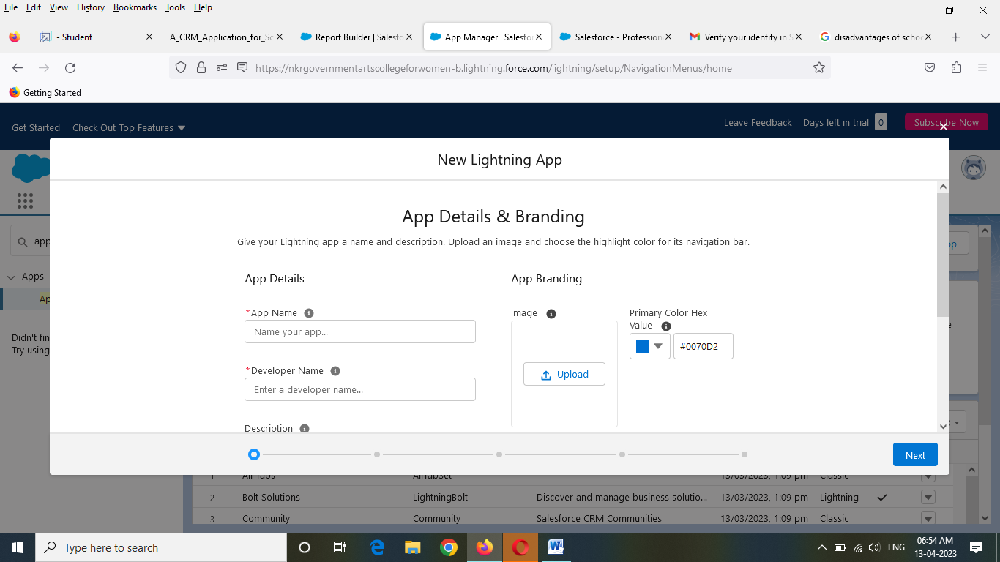 File Edit View History Bookmarks Tools Help
- Student
A_CRM_Application_for_Sc
Report Builder | Salesfo
App Manager | Salesfor
Salesforce - Profession
Verify your identity in S
disadvantages of schoo
https://nkrgovernmentartscollegeforwomen-b.lightning.force.com/lightning/setup/NavigationMenus/home
Getting Started
Get Started Check Out Top Features Leave Feedback Days left in trial 0 Subscribe Now
New Lightning App
App Details & Branding
Give your Lightning app a name and description. Upload an image and choose the highlight color for its navigation bar.
app
Apps
Ap
Didn't fin
Try using
App Details
*App Name
Name your app...
*Developer Name
Enter a developer name...
Description
App Branding
Image
Upload
Primary Color Hex
Value
#0070D2
Next
1 All Tabs AllTabSet 13/03/2023, 1:09 pm Classic
2 Bolt Solutions LightningBolt Discover and manage business solutio... 13/03/2023, 1:09 pm Lightning
3 Community Community Salesforce CRM Communities 13/03/2023, 1:09 pm Classic
Type here to search
ENG
06:54 AM
13-04-2023